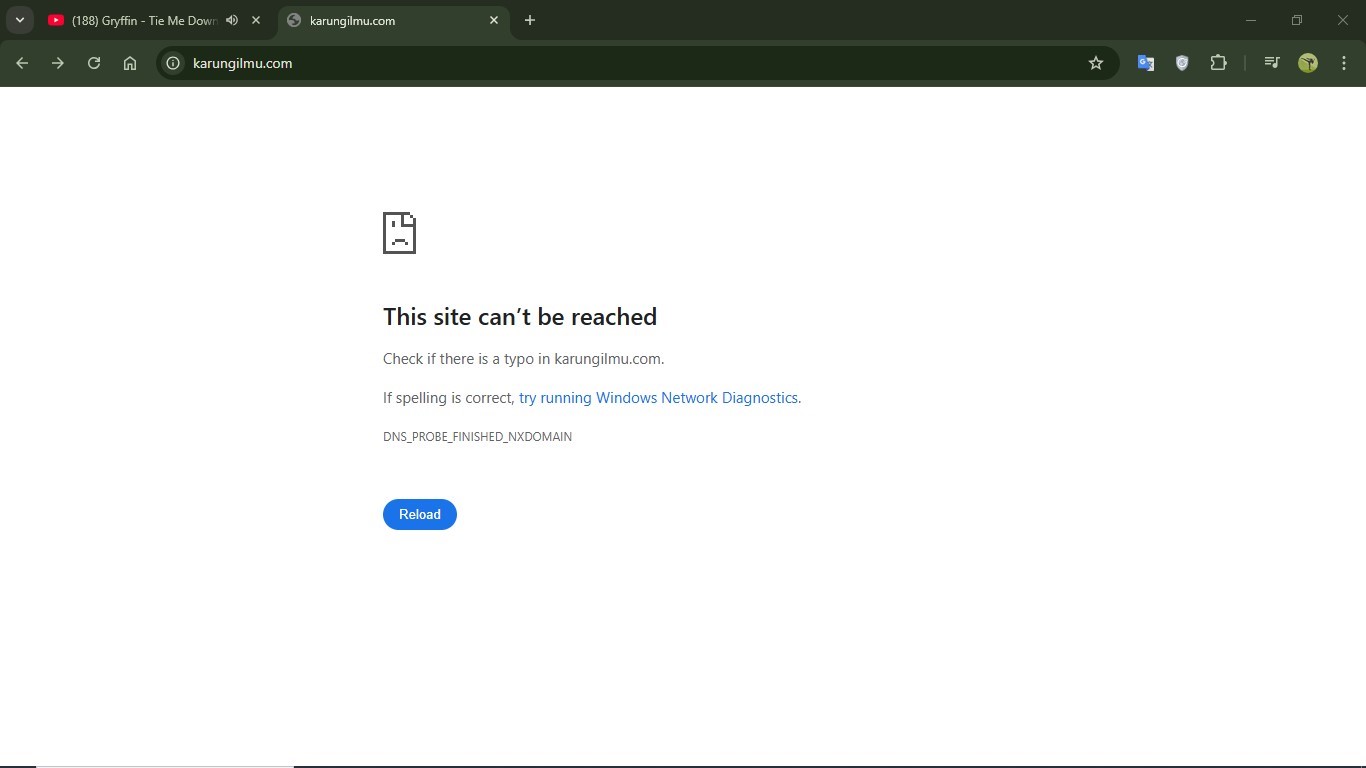 (188) Gryffin - Tie Me Down
karungilmu.com
karungilmu.com
This site can't be reached
Check if there is a typo in karungilmu.com.
If spelling is correct, try running Windows Network Diagnostics.
DNS_PROBE_FINISHED_NXDOMAIN
Reload